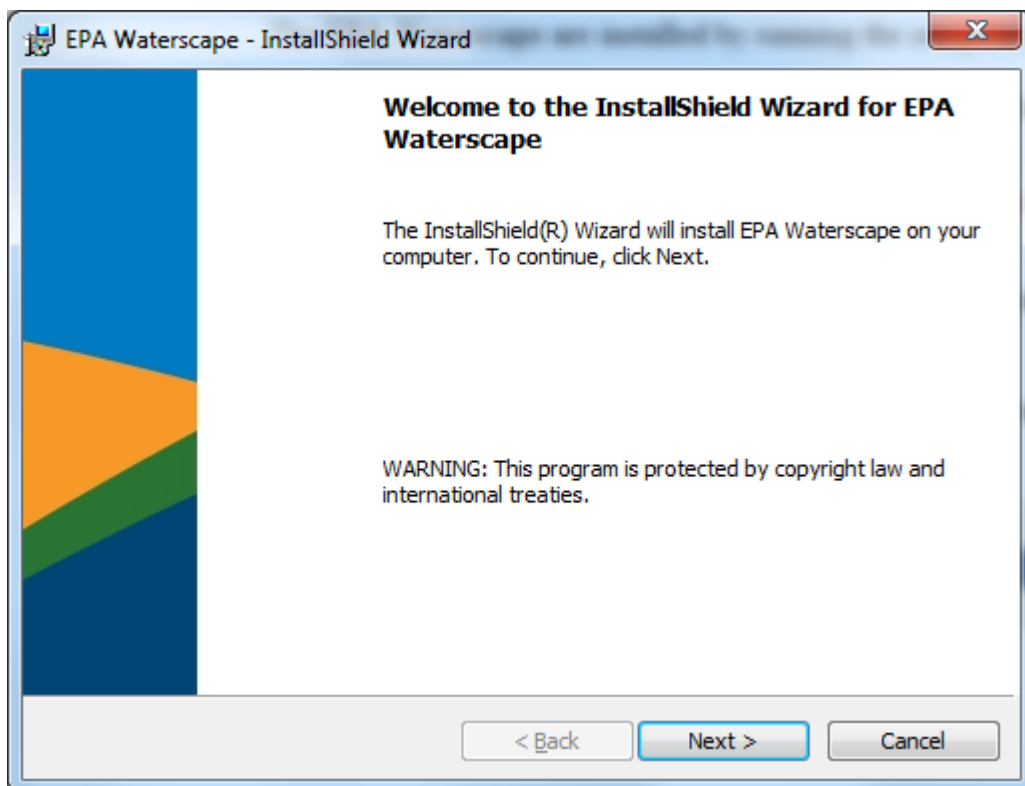 EPA Waterscape - InstallShield Wizard
Welcome to the InstallShield Wizard for EPA
Waterscape
The InstallShield(R) Wizard will install EPA Waterscape on your
computer. To continue, click Next.
WARNING: This program is protected by copyright law and
international treaties.
< Back
Next >
Cancel